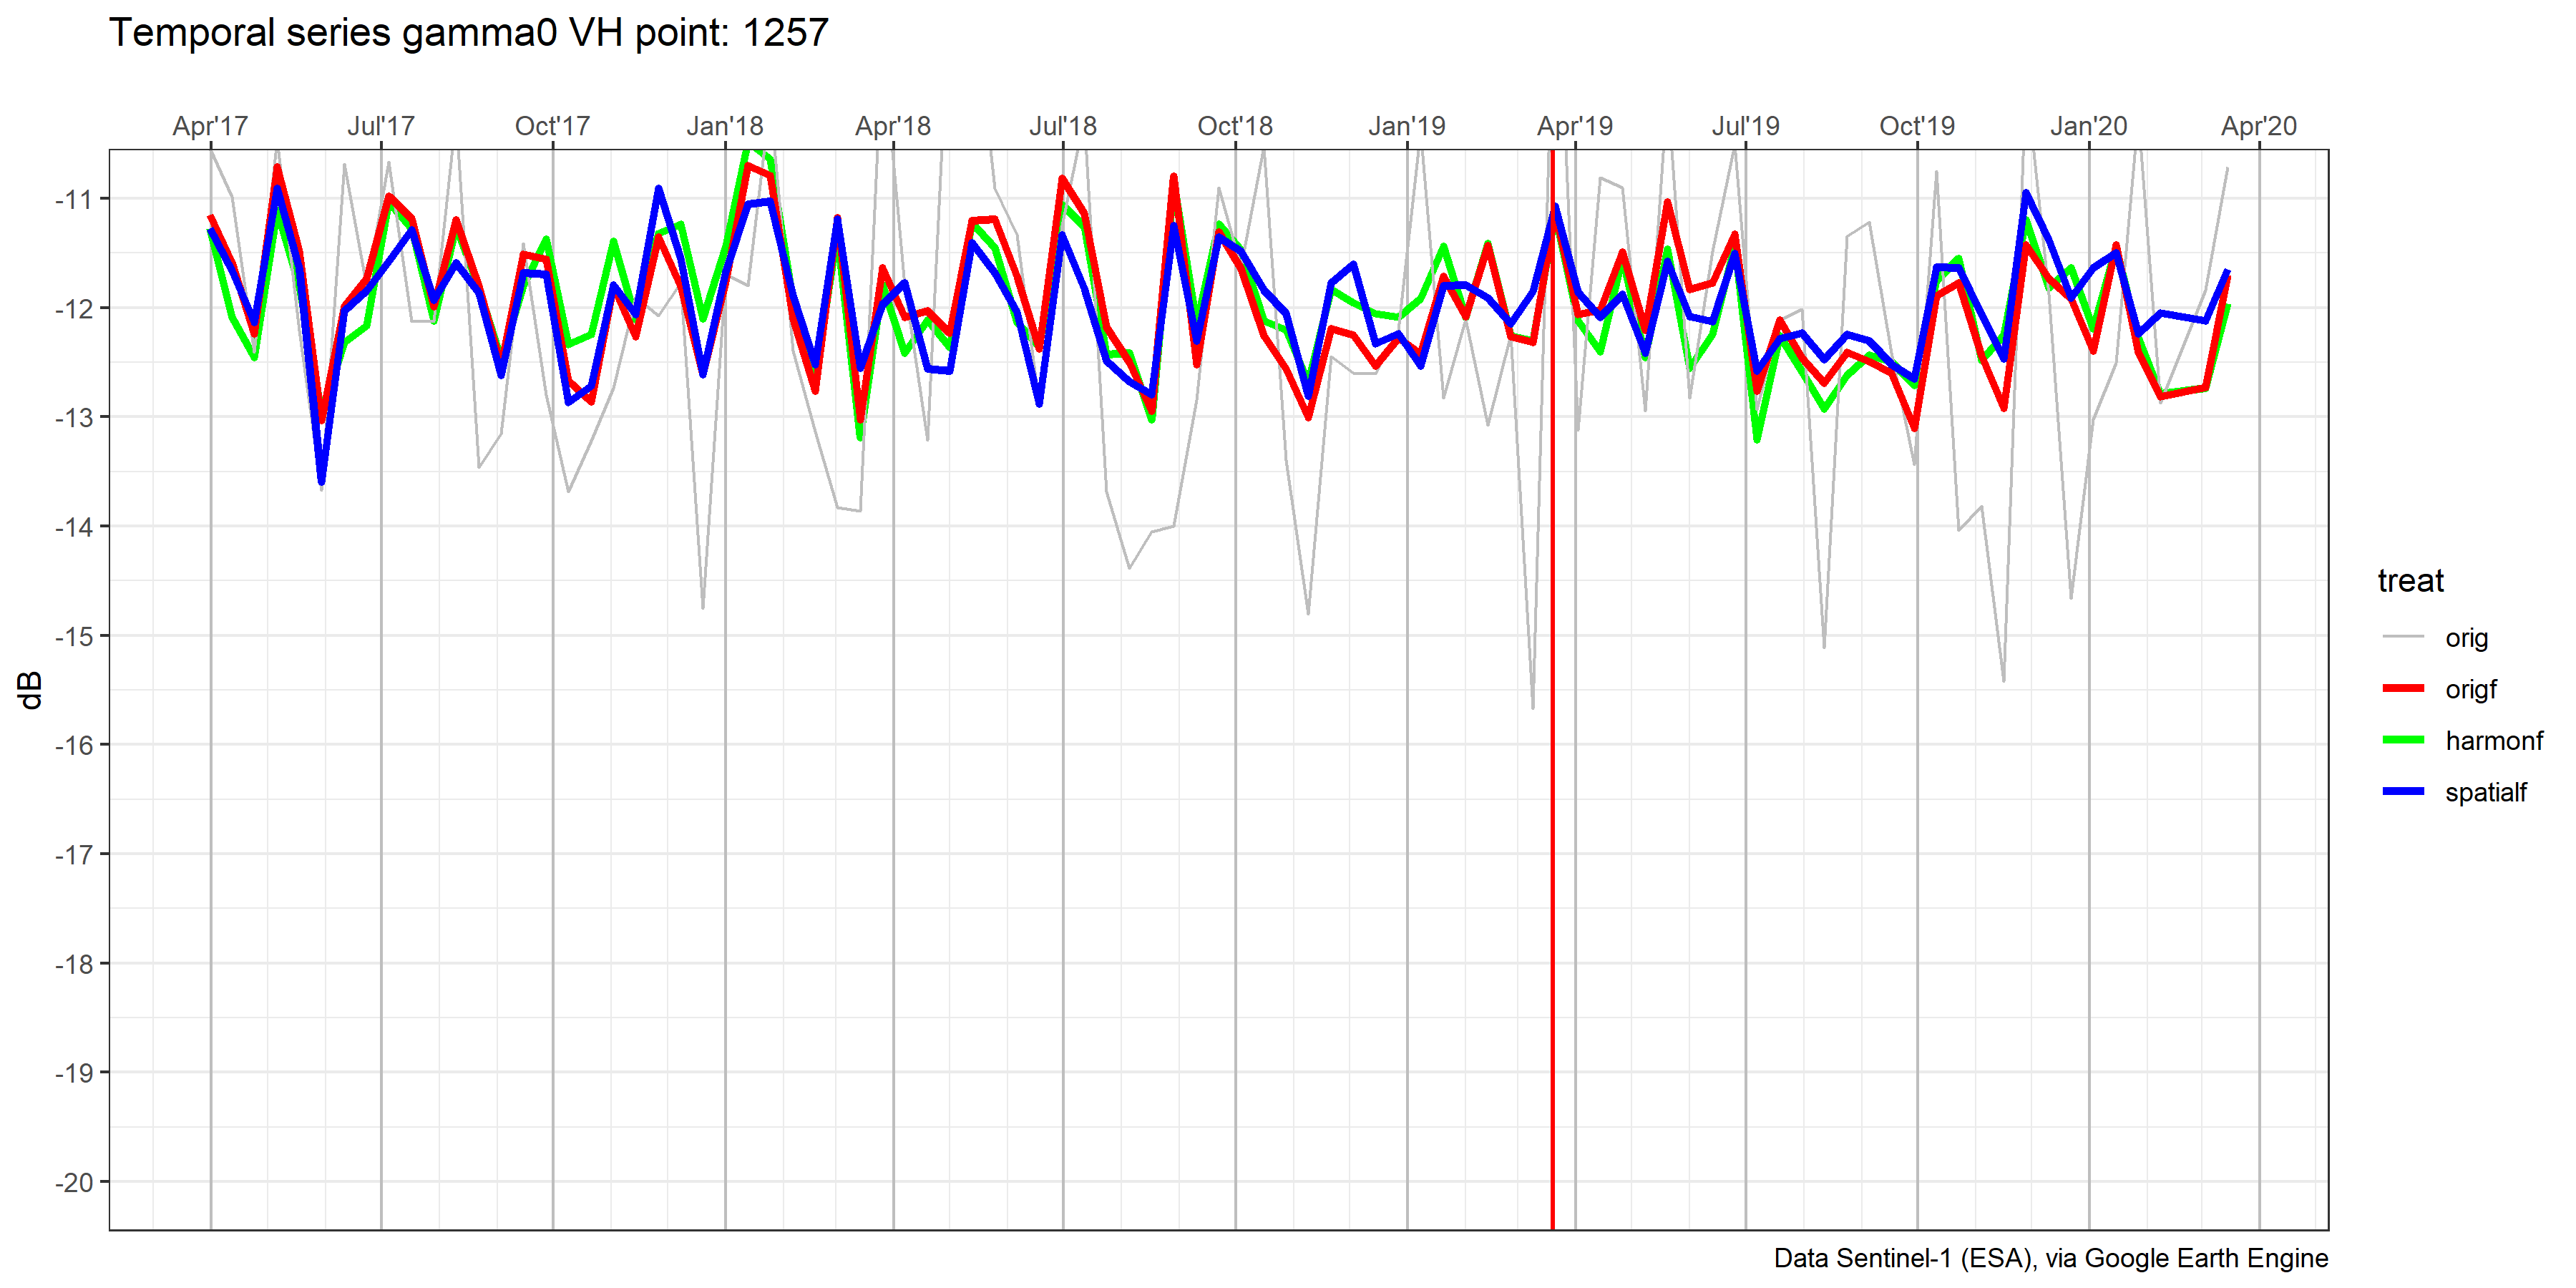 Temporal series gamma0 VH point: 1257
Apr'17 Jul'17 Oct'17 Jan'18 Apr'18 Jul'18 Oct'18 Jan'19 Apr'19 Jul'19 Oct'19 Jan'20 Apr'20
-11
-12
-13
-14
-15
-16
-17
-18
-19
-20
dB
treat
orig
origf
harmonf
spatialf
Data Sentinel-1 (ESA), via Google Earth Engine